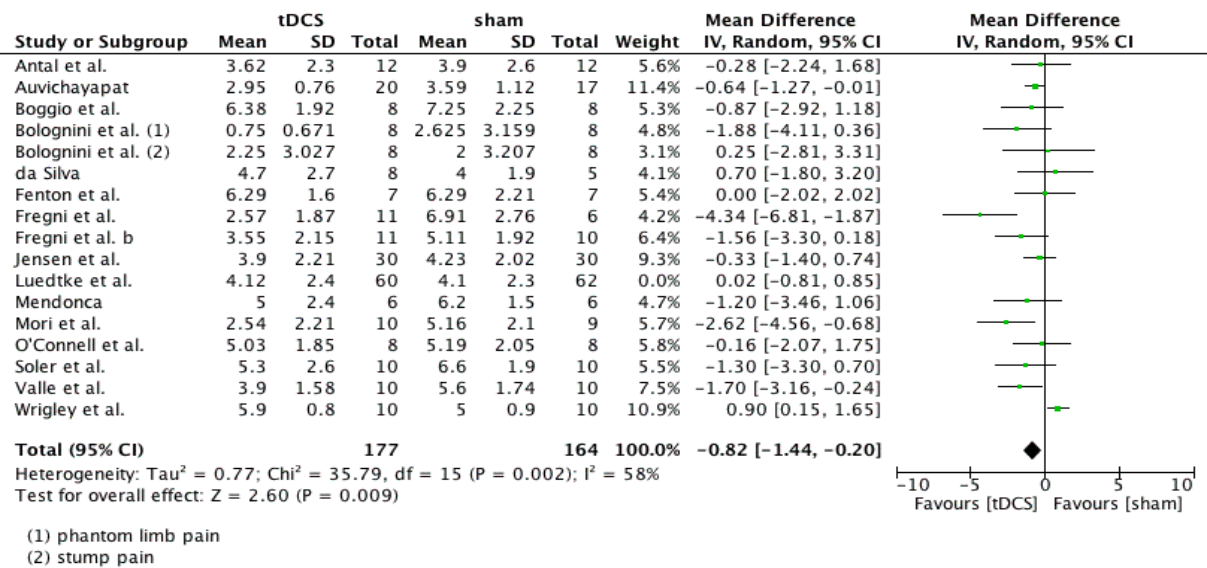 tDCS sham Mean Difference Mean Difference
Study or Subgroup Mean SD Total Mean SD Total Weight IV, Random, 95% CI IV, Random, 95% CI
Antal et al. 3.62 2.3 12 3.9 2.6 12 5.6% -0.28 [-2.24, 1.68]
Auvichayapat 2.95 0.76 20 3.59 1.12 17 11.4% -0.64 [-1.27, -0.01]
Boggio et al. 6.38 1.92 8 7.25 2.25 8 5.3% -0.87 [-2.92, 1.18]
Bolognini et al. (1) 0.75 0.671 8 2.625 3.159 8 4.8% -1.88 [-4.11, 0.36]
Bolognini et al. (2) 2.25 3.027 8 2 3.207 8 3.1% 0.25 [-2.81, 3.31]
da Silva 4.7 2.7 8 4 1.9 5 4.1% 0.70 [-1.80, 3.20]
Fenton et al. 6.29 1.6 7 6.29 2.21 7 5.4% 0.00 [-2.02, 2.02]
Fregni et al. 2.57 1.87 11 6.91 2.76 6 4.2% -4.34 [-6.81, -1.87]
Fregni et al. b 3.55 2.15 11 5.11 1.92 10 6.4% -1.56 [-3.30, 0.18]
Jensen et al. 3.9 2.21 30 4.23 2.02 30 9.3% -0.33 [-1.40, 0.74]
Luedtke et al. 4.12 2.4 60 4.1 2.3 62 0.0% 0.02 [-0.81, 0.85]
Mendonca 5 2.4 6 6.2 1.5 6 4.7% -1.20 [-3.46, 1.06]
Mori et al. 2.54 2.21 10 5.16 2.1 9 5.7% -2.62 [-4.56, -0.68]
O'Connell et al. 5.03 1.85 8 5.19 2.05 8 5.8% -0.16 [-2.07, 1.75]
Soler et al. 5.3 2.6 10 6.6 1.9 10 5.5% -1.30 [-3.30, 0.70]
Valle et al. 3.9 1.58 10 5.6 1.74 10 7.5% -1.70 [-3.16, -0.24]
Wrigley et al. 5.9 0.8 10 5 0.9 10 10.9% 0.90 [0.15, 1.65]
Total (95% CI) 177 164 100.0% -0.82 [-1.44, -0.20]
Heterogeneity: Tau² = 0.77; Chi² = 35.79, df = 15 (P = 0.002); I² = 58%
Test for overall effect: Z = 2.60 (P = 0.009)
-10 -5 0 5 10
Favours [tDCS] Favours [sham]
(1) phantom limb pain
(2) stump pain